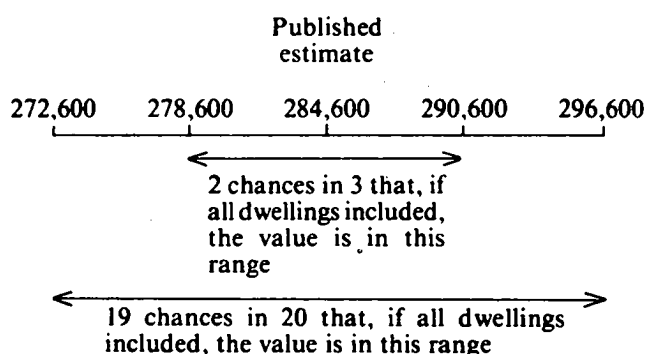 Published
estimate
272,600 278,600 284,600 290,600 296,600
2 chances in 3 that, if
all dwellings included,
the value is in this
range
19 chances in 20 that, if all dwellings
included, the value is in this range